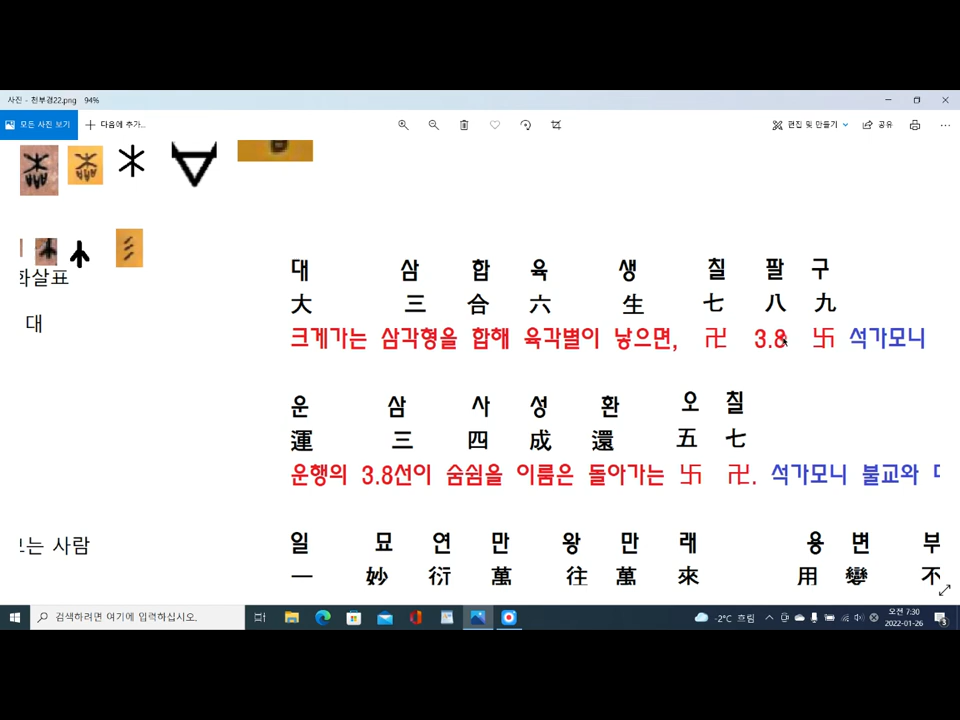 사진 - 천부경22.png 94%
모든 사진 보기 다음에 추가... 편집 및 만들기 공유
화살표
대
대 삼 합 육 생 칠 팔 구
大 三 合 六 生 七 八 九
크게가는 삼각형을 합해 육각별이 낳으면, 卍 3.8 卐 석가모니
운 삼 사 성 환 오 칠
運 三 四 成 還 五 七
운행의 3.8선이 숨쉼을 이룸은 돌아가는 卐 卍. 석가모니 불교와
는 사람
일 묘 연 만 왕 만 래 용 변 부
一 妙 衍 萬 往 萬 來 用 變 不
검색하려면 여기에 입력하십시오.
-2°C 흐림
오전 7:30
2022-01-26
3